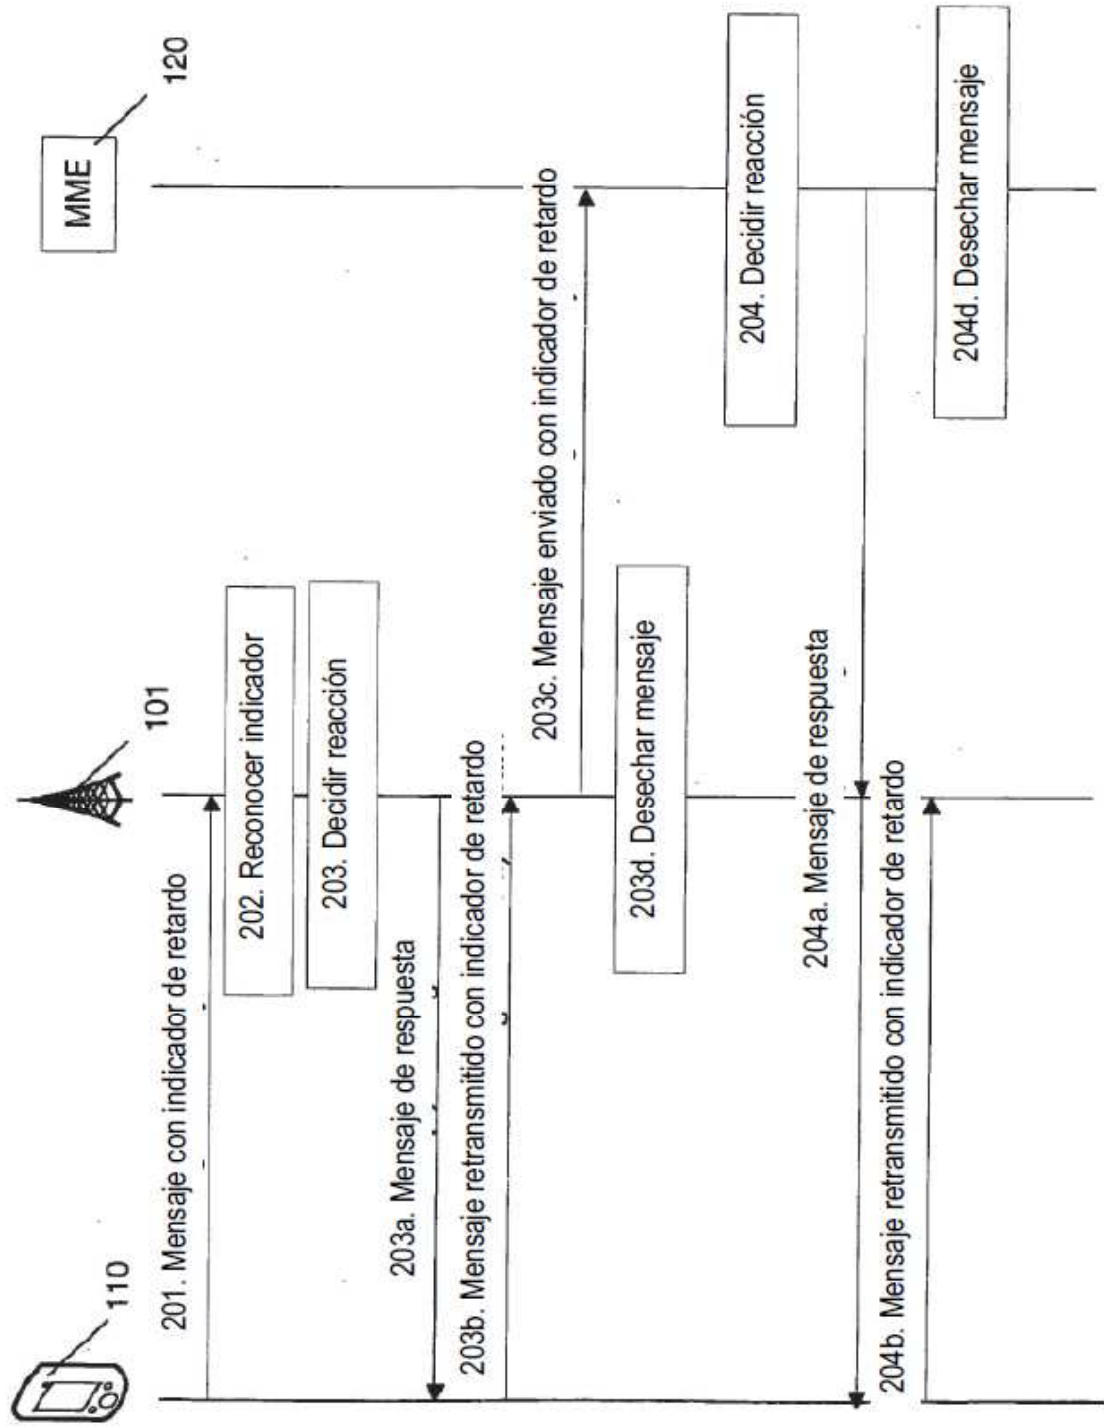 110
101
MME
120
201. Mensaje con indicador de retardo
202. Reconocer indicador
203. Decidir reacción
203a. Mensaje de respuesta
203b. Mensaje retransmitido con indicador de retardo
203c. Mensaje enviado con indicador de retardo
203d. Desechar mensaje
204. Decidir reacción
204a. Mensaje de respuesta
204b. Mensaje retransmitido con indicador de retardo
204d. Desechar mensaje